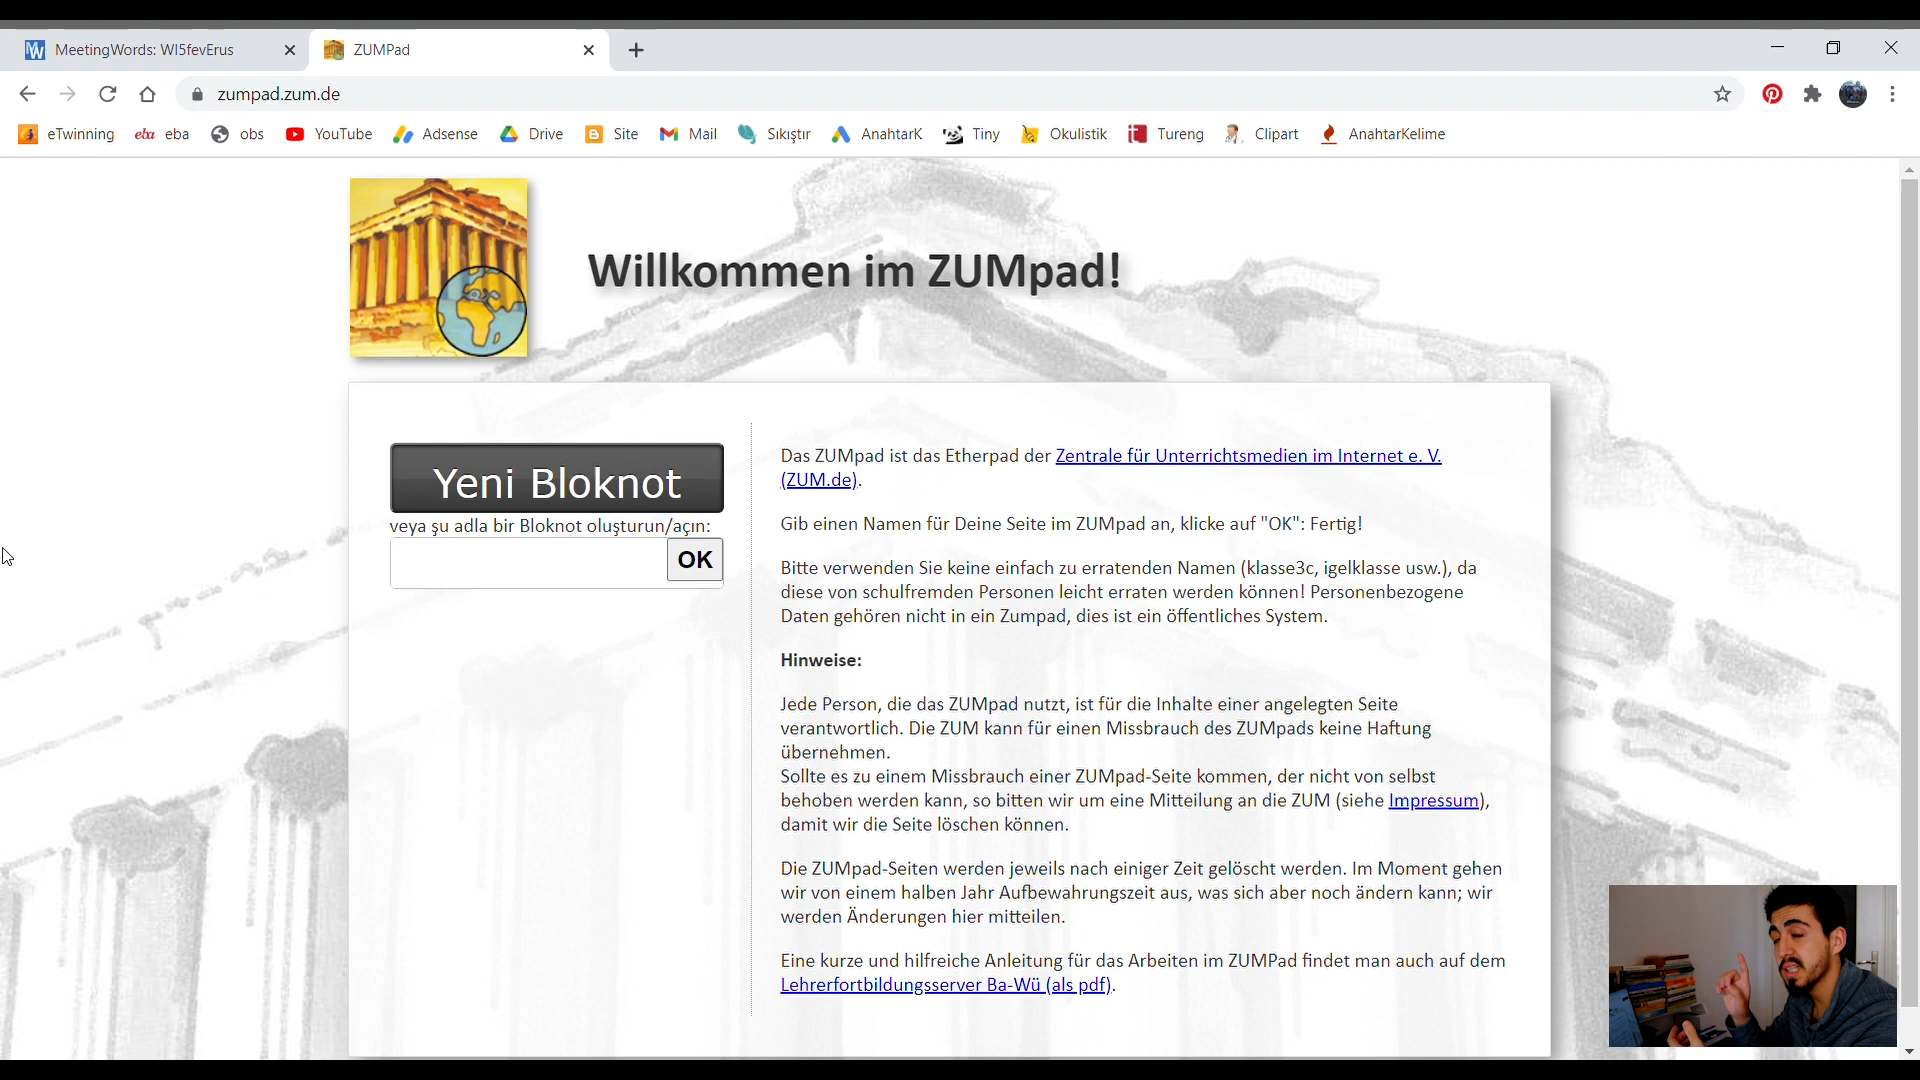 MeetingWords: WI5fevErus
ZUMPad
zumpad.zum.de
eTwinning eba eba obs YouTube Adsense Drive Site Mail Sıkıştır AnahtarK Tiny Okulistik Tureng Clipart AnahtarKelime
Willkommen im ZUMpad!
Yeni Bloknot
veya şu adla bir Bloknot oluşturun/açın:
OK
Das ZUMpad ist das Etherpad der Zentrale für Unterrichtsmedien im Internet e. V.
(ZUM.de).
Gib einen Namen für Deine Seite im ZUMpad an, klicke auf "OK": Fertig!
Bitte verwenden Sie keine einfach zu erratenden Namen (klasse3c, igelklasse usw.), da
diese von schulfremden Personen leicht erraten werden können! Personenbezogene
Daten gehören nicht in ein Zumpad, dies ist ein öffentliches System.
Hinweise:
Jede Person, die das ZUMpad nutzt, ist für die Inhalte einer angelegten Seite
verantwortlich. Die ZUM kann für einen Missbrauch des ZUMpads keine Haftung
übernehmen.
Sollte es zu einem Missbrauch einer ZUMpad-Seite kommen, der nicht von selbst
behoben werden kann, so bitten wir um eine Mitteilung an die ZUM (siehe Impressum),
damit wir die Seite löschen können.
Die ZUMpad-Seiten werden jeweils nach einiger Zeit gelöscht werden. Im Moment gehen
wir von einem halben Jahr Aufbewahrungszeit aus, was sich aber noch ändern kann; wir
werden Änderungen hier mitteilen.
Eine kurze und hilfreiche Anleitung für das Arbeiten im ZUMPad findet man auch auf dem
Lehrerfortbildungsserver Ba-Wü (als pdf).